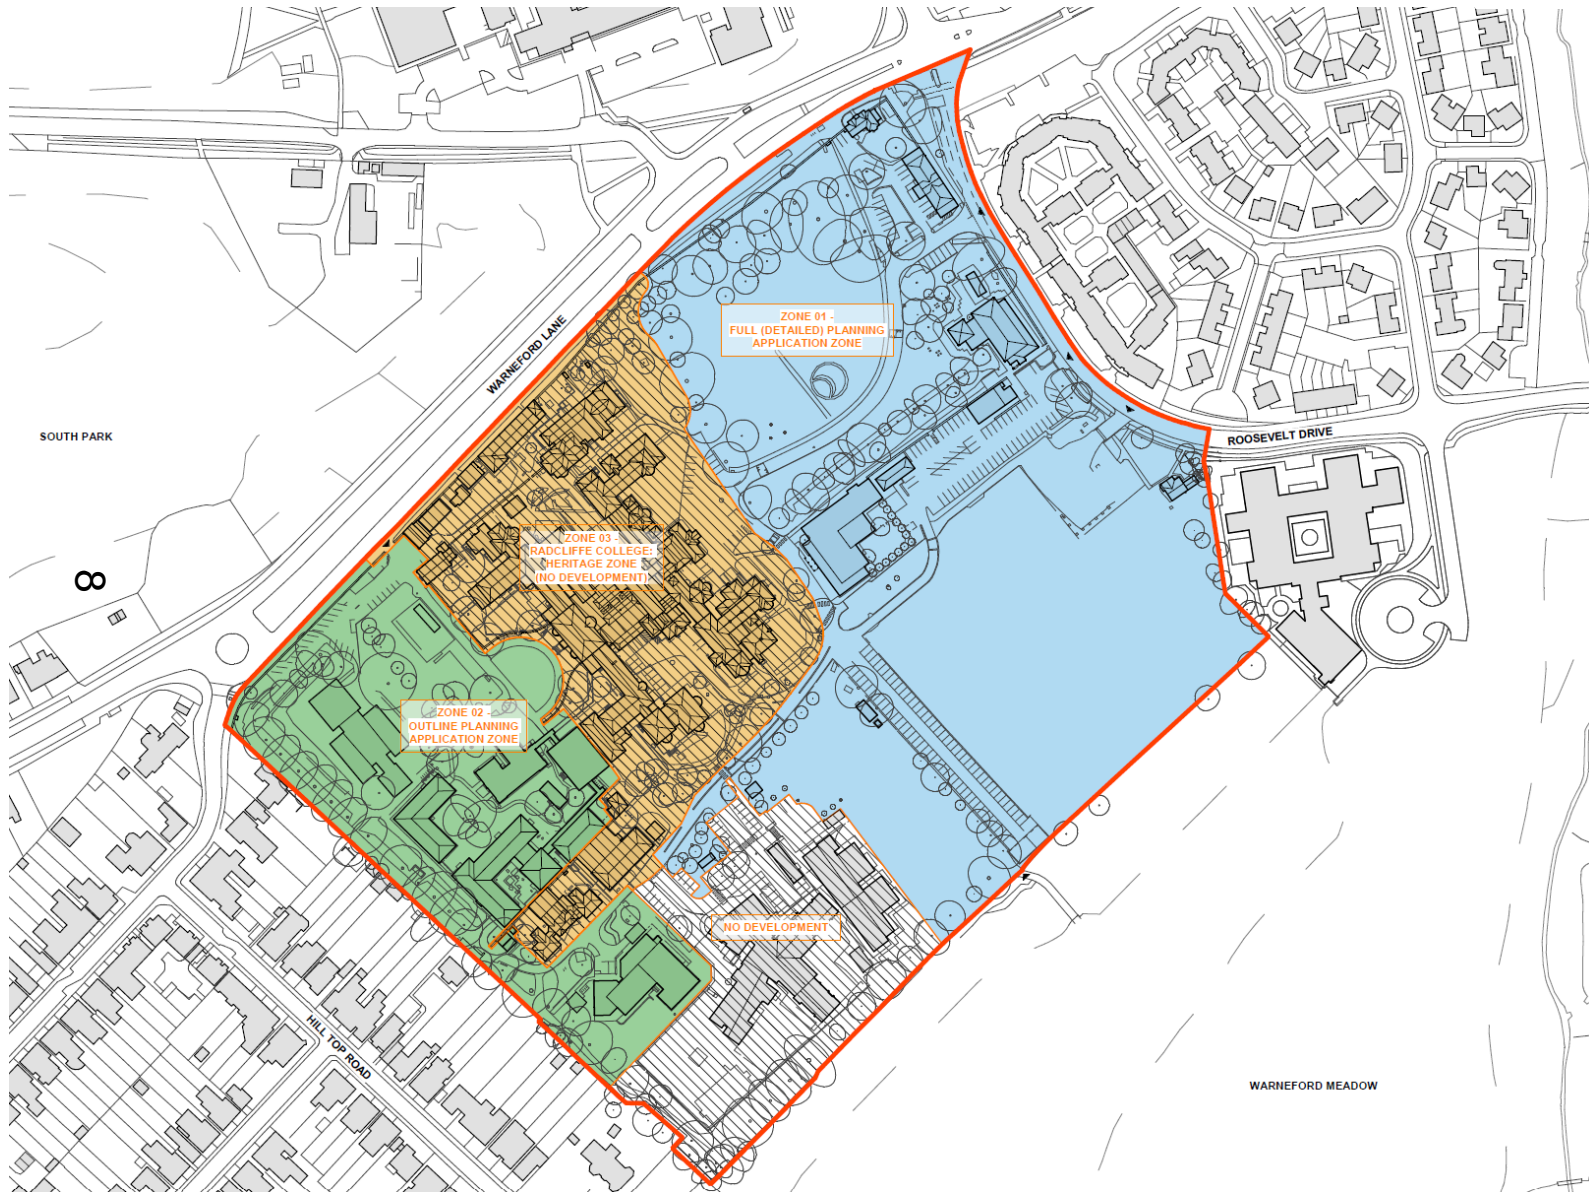 ZONE 01 -
FULL (DETAILED) PLANNING
APPLICATION ZONE
WARNEFORD LANE
SOUTH PARK
ROOSEVELT DRIVE
ZONE 03 -
RADCLIFFE COLLEGE:
HERITAGE ZONE
(NO DEVELOPMENT)
8
ZONE 02 -
OUTLINE PLANNING
APPLICATION ZONE
NO DEVELOPMENT
HILL TOP ROAD
WARNEFORD MEADOW